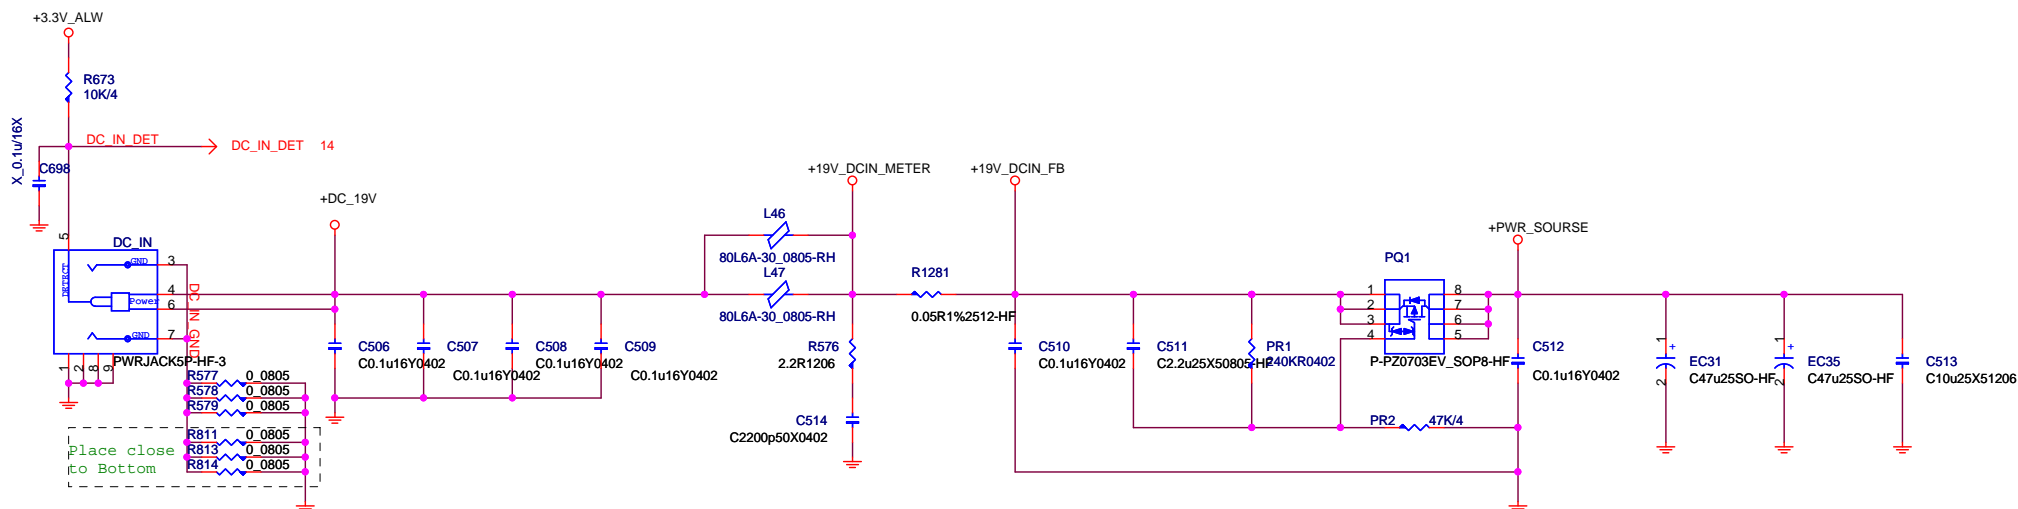 +3.3V_ALW
R673
10K/4
X_0.1u/16X
C698
DC_IN_DET
DC_IN_DET 14
+DC_19V
+19V_DCIN_METER
+19V_DCIN_FB
+PWR_SOURSE
5
DC_IN
DETECT
GND
Power
GND
3
4
6
7
DC_IN_GND
PWRJACK5P-HF-3
1
2
8
9
R577 0_0805
R578 0_0805
R579 0_0805
R811 0_0805
R813 0_0805
R814 0_0805
Place close
to Bottom
C506
C0.1u16Y0402
C507
C0.1u16Y0402
C508
C0.1u16Y0402
C509
C0.1u16Y0402
L46
80L6A-30_0805-RH
L47
80L6A-30_0805-RH
R576
2.2R1206
C514
C2200p50X0402
R1281
0.05R1%2512-HF
C510
C0.1u16Y0402
C511
C2.2u25X50805-HF
PR1
240KR0402
PR2 47K/4
PQ1
1
2
3
4
8
7
6
5
P-PZ0703EV_SOP8-HF
C512
C0.1u16Y0402
1
+
2
EC31
C47u25SO-HF
1
+
2
EC35
C47u25SO-HF
C513
C10u25X51206